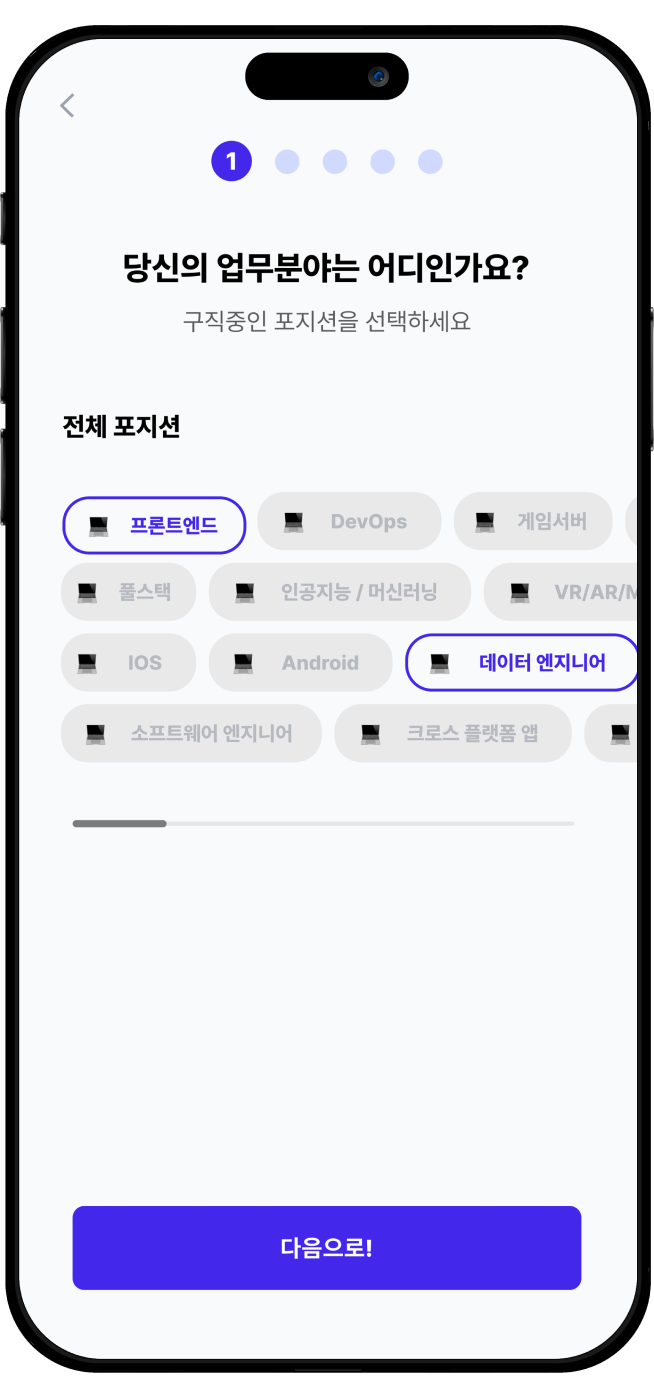 1
당신의 업무분야는 어디인가요?
구직중인 포지션을 선택하세요
전체 포지션
프론트엔드 DevOps 게임서버
풀스택 인공지능 / 머신러닝 VR/AR/M
IOS Android 데이터 엔지니어
소프트웨어 엔지니어 크로스 플랫폼 앱
다음으로!